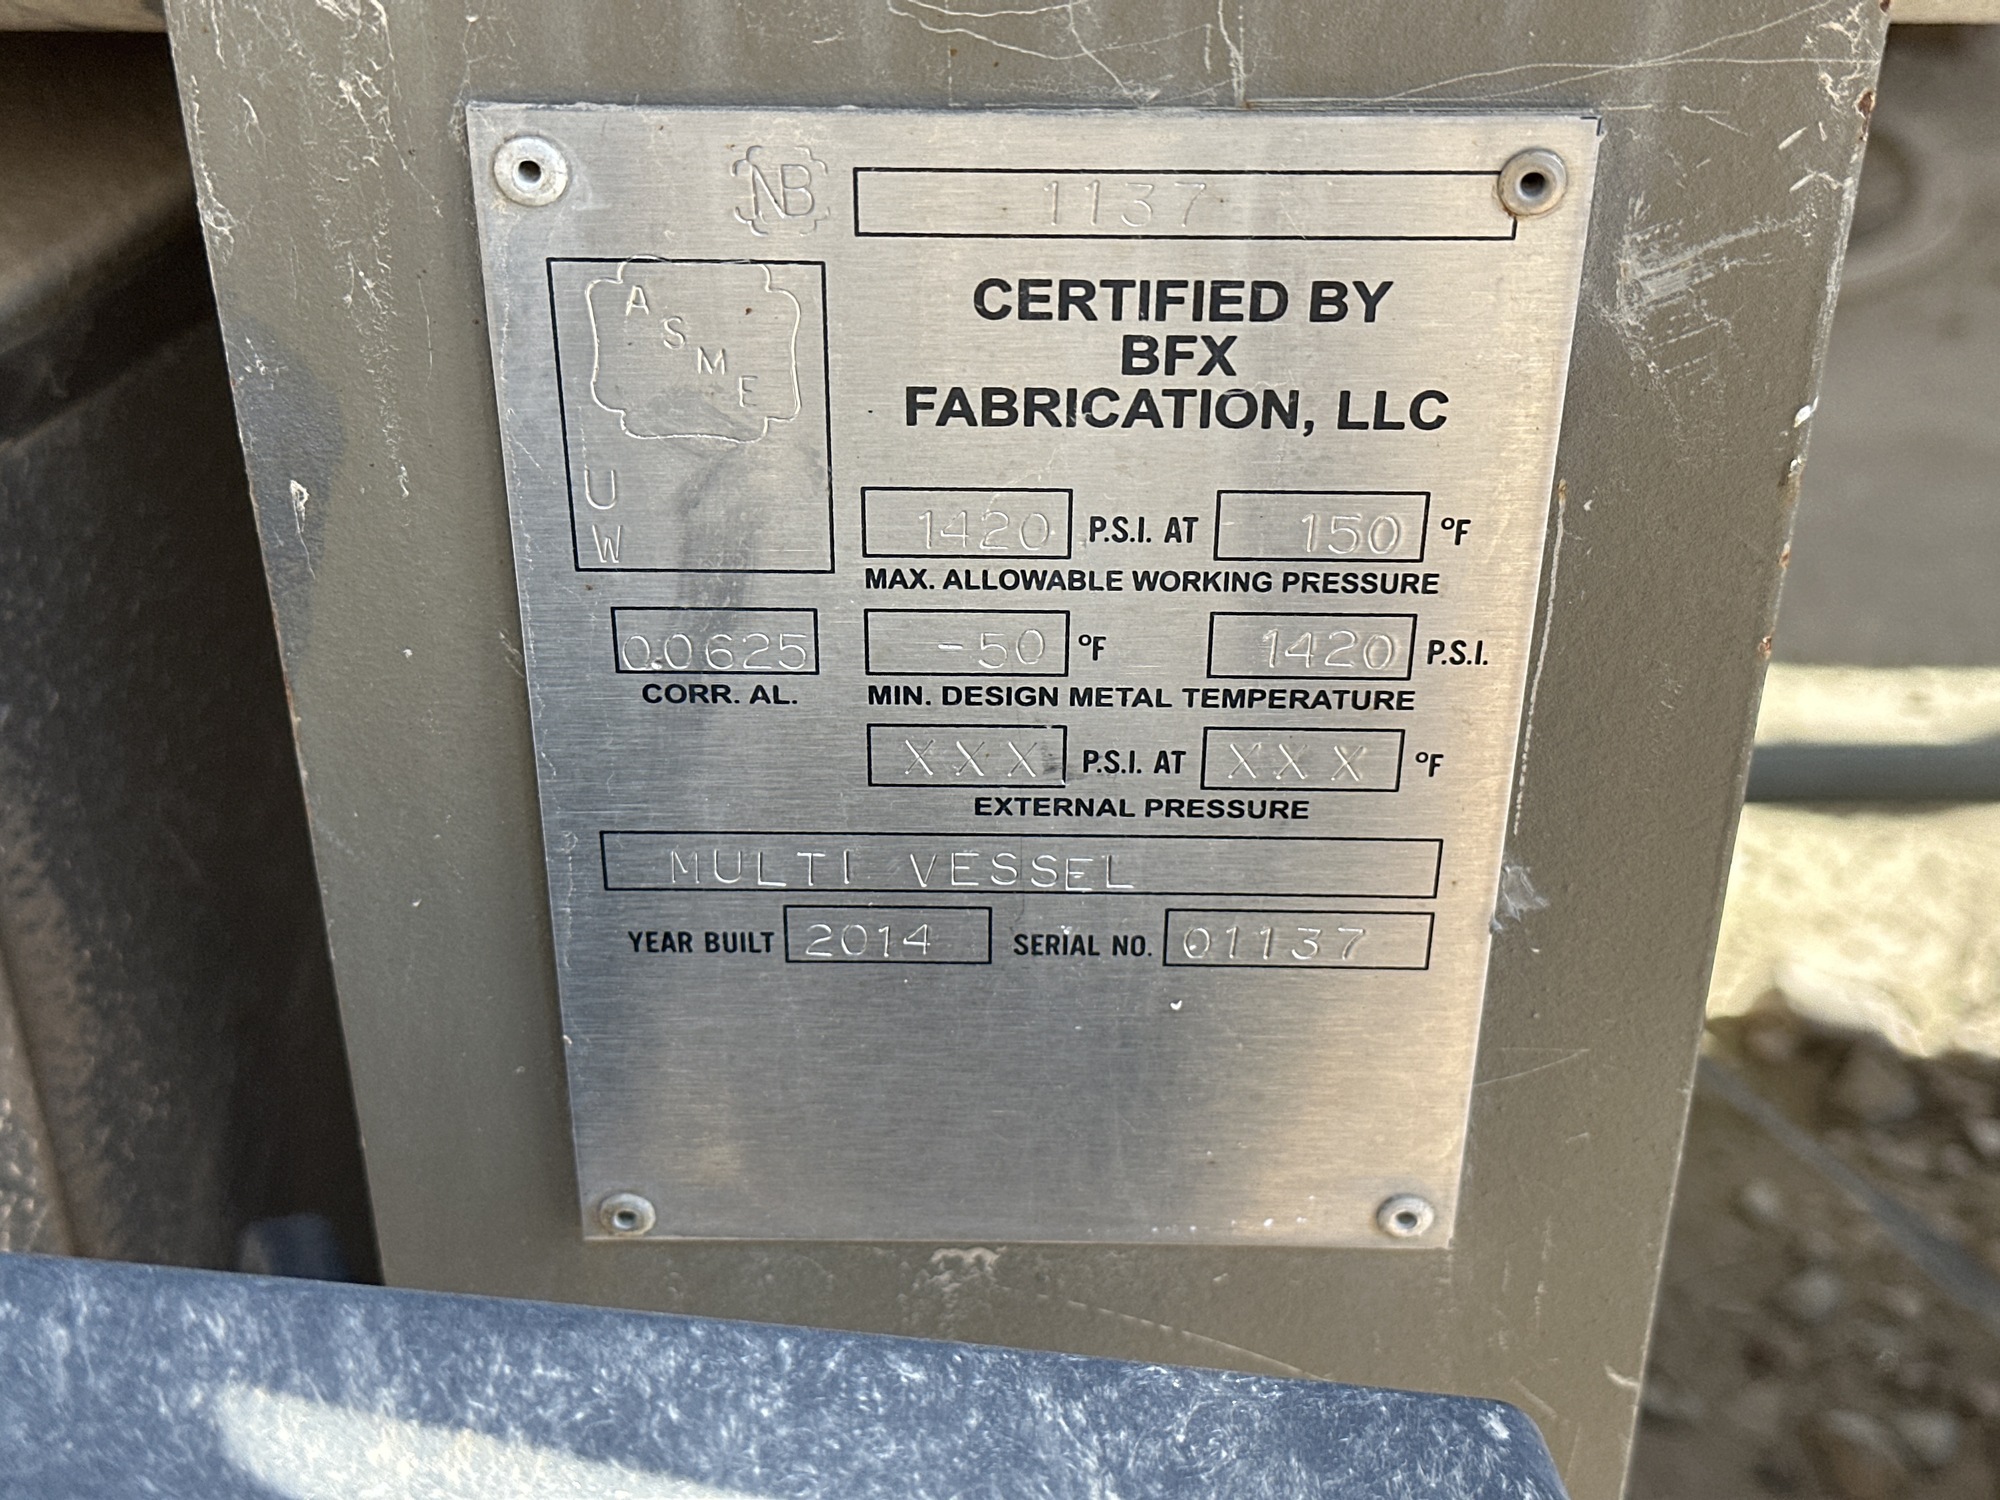 NB 1137
ASME
CERTIFIED BY
BFX
FABRICATION, LLC
U
W
1420 P.S.I. AT 150 °F
MAX. ALLOWABLE WORKING PRESSURE
0.0625 -50 °F 1420 P.S.I.
CORR. AL. MIN. DESIGN METAL TEMPERATURE
XXX P.S.I. AT XXX °F
EXTERNAL PRESSURE
MULTI VESSEL
YEAR BUILT 2014 SERIAL NO. 01137